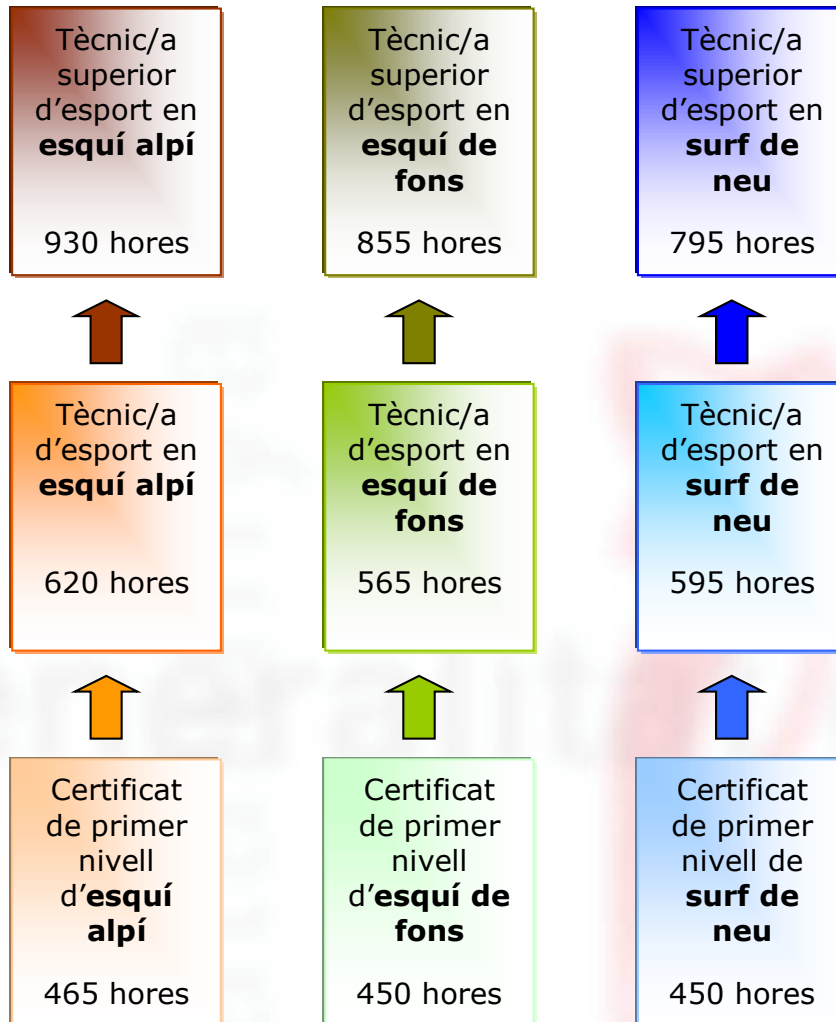 Tècnic/a
superior
d'esport en
esquí alpí
930 hores
Tècnic/a
superior
d'esport en
esquí de
fons
855 hores
Tècnic/a
superior
d'esport en
surf de
neu
795 hores
Tècnic/a
d'esport en
esquí alpí
620 hores
Tècnic/a
d'esport en
esquí de
fons
565 hores
Tècnic/a
d'esport en
surf de
neu
595 hores
Certificat
de primer
nivell
d'esquí
alpí
465 hores
Certificat
de primer
nivell
d'esquí de
fons
450 hores
Certificat
de primer
nivell de
surf de
neu
450 hores